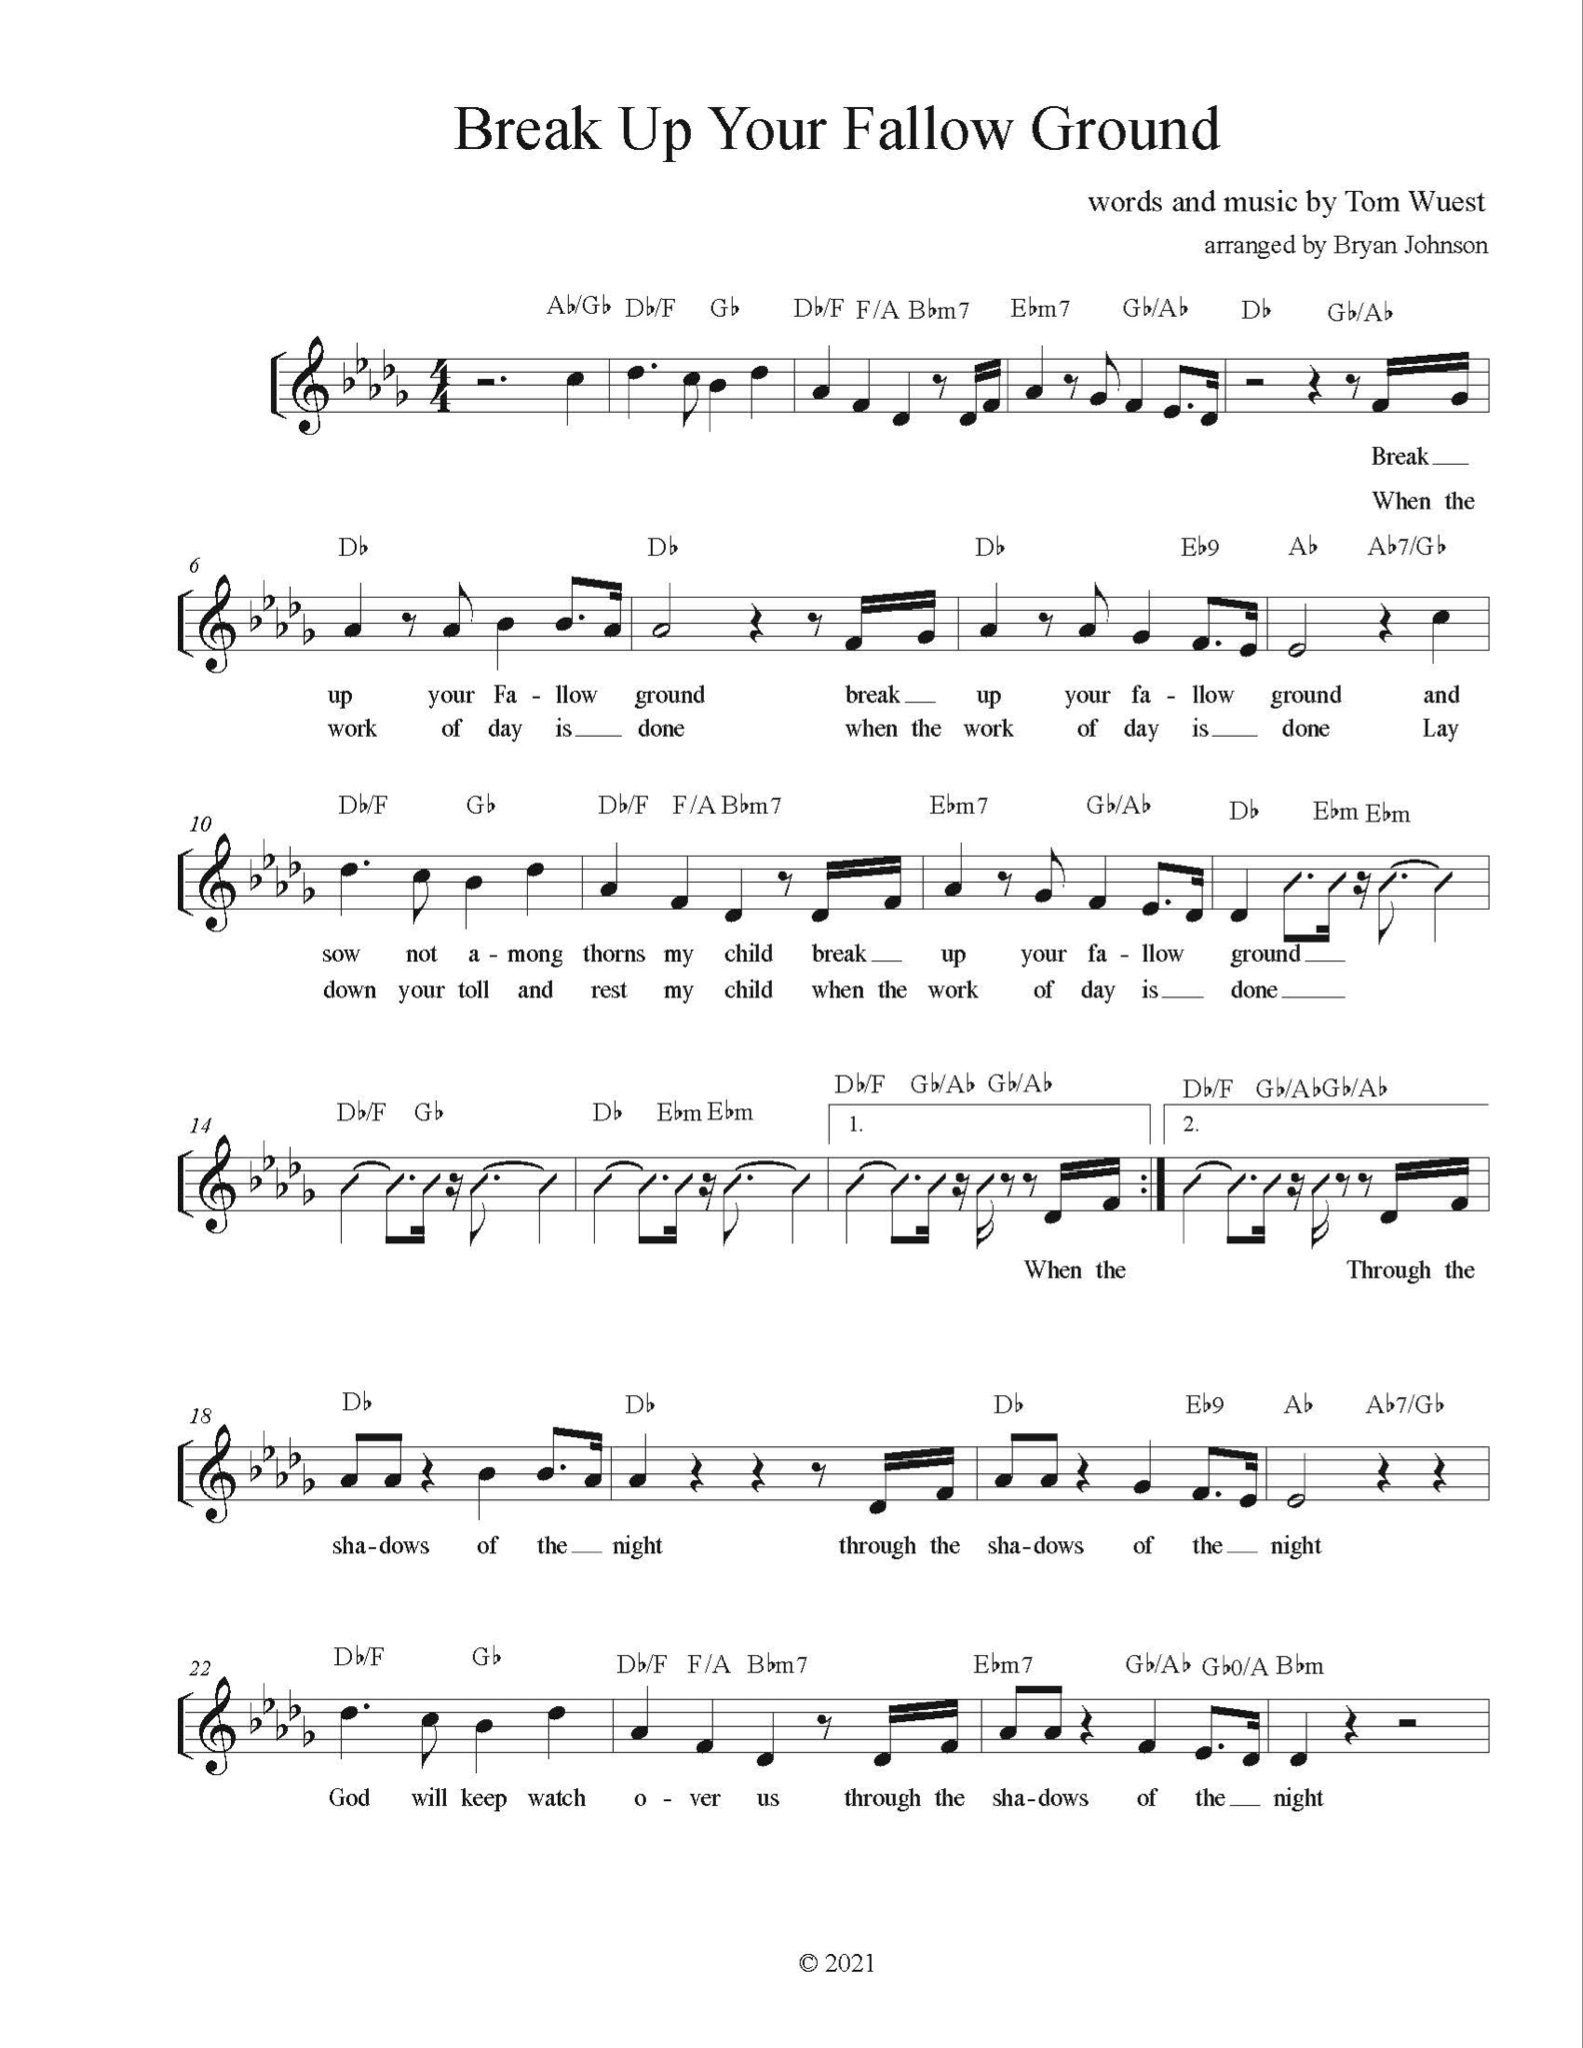 Break Up Your Fallow Ground
words and music by Tom Wuest
arranged by Bryan Johnson
A♭/G♭ D♭/F G♭ D♭/F F/A B♭m7 E♭m7 G♭/A♭ D♭ G♭/A♭
4
4
Break
When the
6
D♭ D♭ D♭ E♭9 A♭ A♭7/G♭
up your Fa - llow ground break up your fa - llow ground and
work of day is done when the work of day is done Lay
10
D♭/F G♭ D♭/F F/A B♭m7 E♭m7 G♭/A♭ D♭ E♭m E♭m
sow not a - mong thorns my child break up your fa - llow ground
down your toll and rest my child when the work of day is done
14
D♭/F G♭ D♭ E♭m E♭m D♭/F G♭/A♭ G♭/A♭ D♭/F G♭/A♭G♭/A♭
1. 2.
When the Through the
18
D♭ D♭ D♭ E♭9 A♭ A♭7/G♭
sha-dows of the night through the sha-dows of the night
22
D♭/F G♭ D♭/F F/A B♭m7 E♭m7 G♭/A♭ G♭0/A B♭m
God will keep watch o - ver us through the sha-dows of the night
© 2021